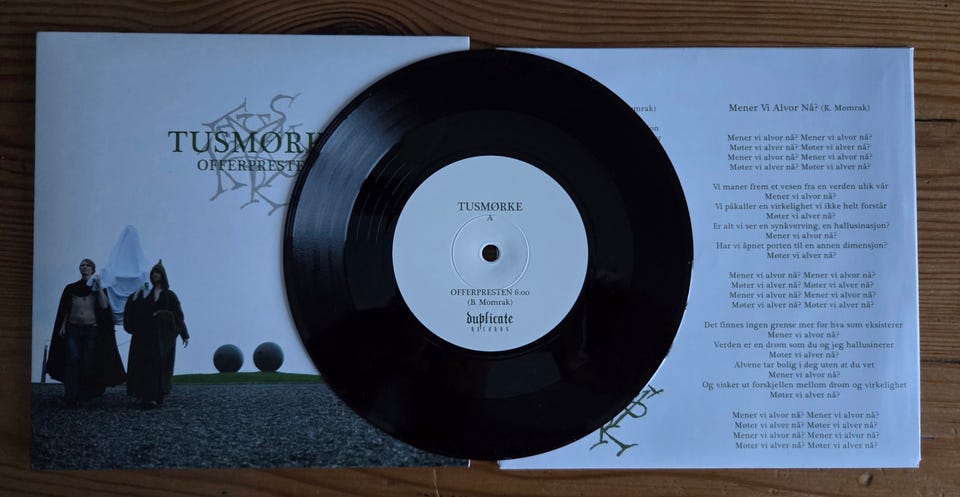 TUSMØRK
OFFERPRESTEN
TUSMØRKE
A
OFFERPRESTEN 6:00
(B. Momrak)
duplicate
RECORDS
mrak)
on
Mener Vi Alvor Nå? (K. Momrak)
Mener vi alvor nå? Mener vi alvor nå?
Møter vi alver nå? Møter vi alver nå?
Mener vi alvor nå? Mener vi alvor nå?
Møter vi alver nå? Møter vi alver nå?
Vi maner frem et vesen fra en verden ulik vår
Mener vi alvor nå?
Vi påkaller en virkelighet vi ikke helt forstår
Møter vi alver nå?
Er alt vi ser en synkverving, en hallusinasjon?
Mener vi alvor nå?
Har vi åpnet porten til en annen dimensjon?
Møter vi alver nå?
Mener vi alvor nå? Mener vi alvor nå?
Møter vi alver nå? Møter vi alver nå?
Mener vi alvor nå? Mener vi alvor nå?
Møter vi alver nå? Møter vi alver nå?
Det finnes ingen grense mer for hva som eksisterer
Mener vi alvor nå?
Verden er en drøm som du og jeg hallusinerer
Møter vi alver nå?
Alvene tar bolig i deg uten at du vet
Mener vi alvor nå?
Og visker ut forskjellen mellom drøm og virkelighet
Møter vi alver nå?
Mener vi alvor nå? Mener vi alvor nå?
Møter vi alver nå? Møter vi alver nå?
Mener vi alvor nå? Mener vi alvor nå?
Møter vi alver nå? Møter vi alver nå?